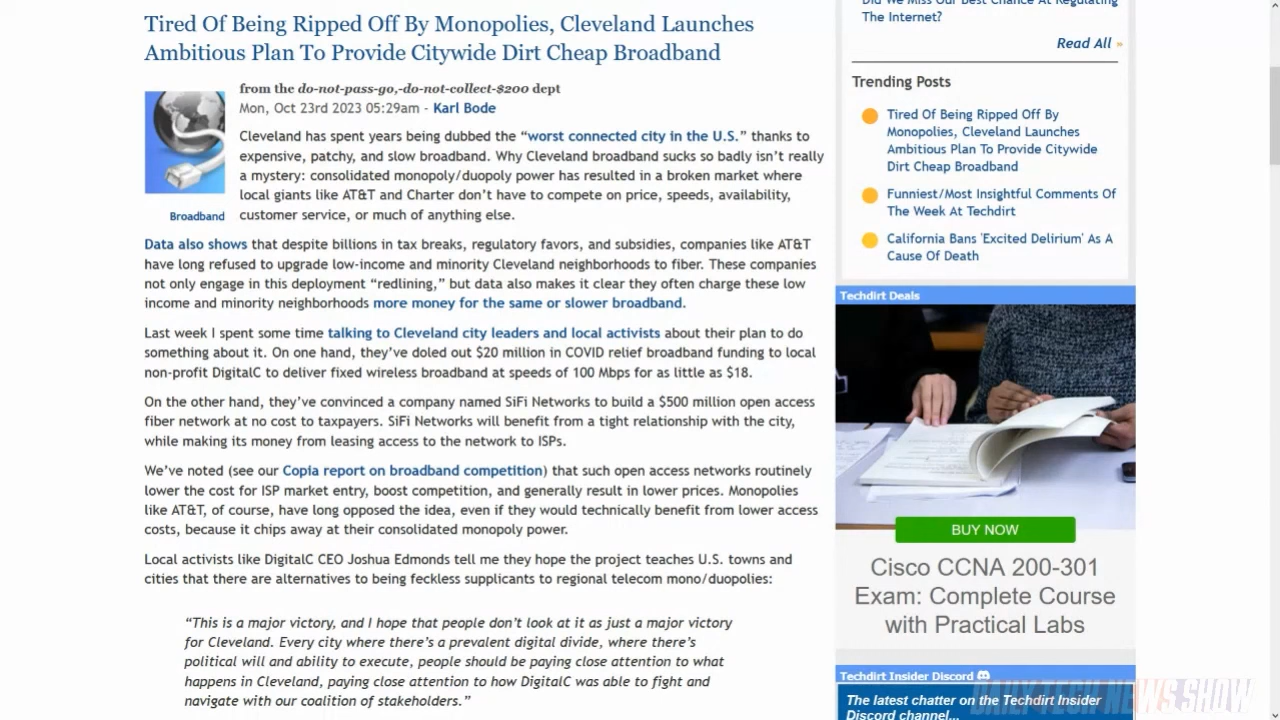 Tired Of Being Ripped Off By Monopolies, Cleveland Launches
Ambitious Plan To Provide Citywide Dirt Cheap Broadband
from the do-not-pass-go,-do-not-collect-$200 dept
Mon, Oct 23rd 2023 05:29am - Karl Bode
Broadband
Cleveland has spent years being dubbed the “worst connected city in the U.S.” thanks to
expensive, patchy, and slow broadband. Why Cleveland broadband sucks so badly isn’t really
a mystery: consolidated monopoly/duopoly power has resulted in a broken market where
local giants like AT&T and Charter don’t have to compete on price, speeds, availability,
customer service, or much of anything else.
Data also shows that despite billions in tax breaks, regulatory favors, and subsidies, companies like AT&T
have long refused to upgrade low-income and minority Cleveland neighborhoods to fiber. These companies
not only engage in this deployment “redlining,” but data also makes it clear they often charge these low
income and minority neighborhoods more money for the same or slower broadband.
Last week I spent some time talking to Cleveland city leaders and local activists about their plan to do
something about it. On one hand, they’ve doled out $20 million in COVID relief broadband funding to local
non-profit DigitalC to deliver fixed wireless broadband at speeds of 100 Mbps for as little as $18.
On the other hand, they’ve convinced a company named SiFi Networks to build a $500 million open access
fiber network at no cost to taxpayers. SiFi Networks will benefit from a tight relationship with the city,
while making its money from leasing access to the network to ISPs.
We’ve noted (see our Copia report on broadband competition) that such open access networks routinely
lower the cost for ISP market entry, boost competition, and generally result in lower prices. Monopolies
like AT&T, of course, have long opposed the idea, even if they would technically benefit from lower access
costs, because it chips away at their consolidated monopoly power.
Local activists like DigitalC CEO Joshua Edmonds tell me they hope the project teaches U.S. towns and
cities that there are alternatives to being feckless supplicants to regional telecom mono/duopolies:
“This is a major victory, and I hope that people don’t look at it as just a major victory
for Cleveland. Every city where there’s a prevalent digital divide, where there’s
political will and ability to execute, people should be paying close attention to what
happens in Cleveland, paying close attention to how DigitalC was able to fight and
navigate with our coalition of stakeholders.”
Did We Miss Our Best Chance At Regulating
The Internet?
Read All »
Trending Posts
Tired Of Being Ripped Off By
Monopolies, Cleveland Launches
Ambitious Plan To Provide Citywide
Dirt Cheap Broadband
Funniest/Most Insightful Comments Of
The Week At Techdirt
California Bans 'Excited Delirium' As A
Cause Of Death
Techdirt Deals
BUY NOW
Cisco CCNA 200-301
Exam: Complete Course
with Practical Labs
Techdirt Insider Discord
The latest chatter on the Techdirt Insider
Discord channel...
DAILY TECH NEWS SHOW